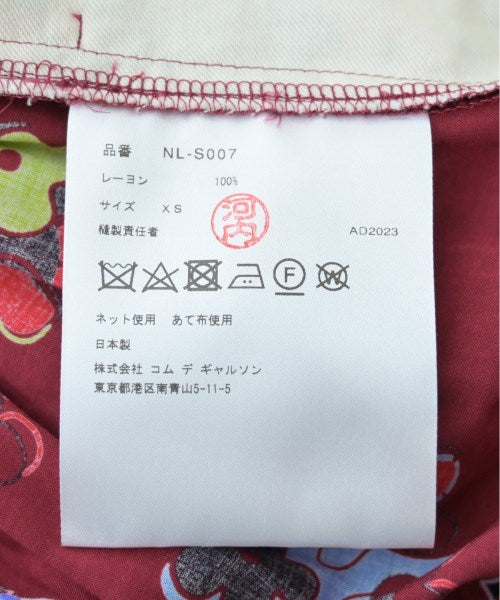 品番 NL-S007
レーヨン 100%
サイズ XS
縫製責任者 河内 AD2023
F W
ネット使用 あて布使用
日本製
株式会社 コム デ ギャルソン
東京都港区南青山5-11-5